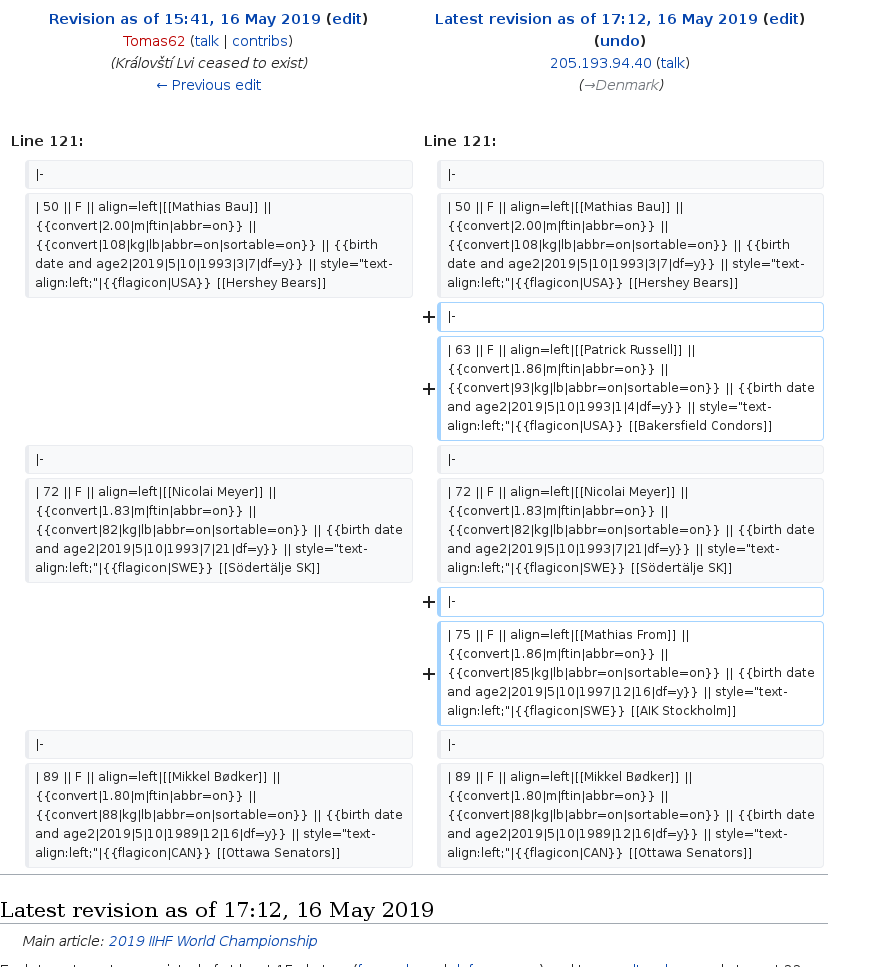 Revision as of 15:41, 16 May 2019 (edit)
Tomas62 (talk | contribs)
(Královští Lvi ceased to exist)
← Previous edit
Latest revision as of 17:12, 16 May 2019 (edit)
(undo)
205.193.94.40 (talk)
(→Denmark)
Line 121:
Line 121:
|-
|-
| 50 || F || align=left|[[Mathias Bau]] ||
{{convert|2.00|m|ftin|abbr=on}} ||
{{convert|108|kg|lb|abbr=on|sortable=on}} || {{birth
date and age2|2019|5|10|1993|3|7|df=y}} || style="text-
align:left;"|{{flagicon|USA}} [[Hershey Bears]]
| 50 || F || align=left|[[Mathias Bau]] ||
{{convert|2.00|m|ftin|abbr=on}} ||
{{convert|108|kg|lb|abbr=on|sortable=on}} || {{birth
date and age2|2019|5|10|1993|3|7|df=y}} || style="text-
align:left;"|{{flagicon|USA}} [[Hershey Bears]]
+ |-
+ | 63 || F || align=left|[[Patrick Russell]] ||
{{convert|1.86|m|ftin|abbr=on}} ||
{{convert|93|kg|lb|abbr=on|sortable=on}} || {{birth date
and age2|2019|5|10|1993|1|4|df=y}} || style="text-
align:left;"|{{flagicon|USA}} [[Bakersfield Condors]]
|-
|-
| 72 || F || align=left|[[Nicolai Meyer]] ||
{{convert|1.83|m|ftin|abbr=on}} ||
{{convert|82|kg|lb|abbr=on|sortable=on}} || {{birth date
and age2|2019|5|10|1993|7|21|df=y}} || style="text-
align:left;"|{{flagicon|SWE}} [[Södertälje SK]]
| 72 || F || align=left|[[Nicolai Meyer]] ||
{{convert|1.83|m|ftin|abbr=on}} ||
{{convert|82|kg|lb|abbr=on|sortable=on}} || {{birth date
and age2|2019|5|10|1993|7|21|df=y}} || style="text-
align:left;"|{{flagicon|SWE}} [[Södertälje SK]]
+ |-
+ | 75 || F || align=left|[[Mathias From]] ||
{{convert|1.86|m|ftin|abbr=on}} ||
{{convert|85|kg|lb|abbr=on|sortable=on}} || {{birth date
and age2|2019|5|10|1997|12|16|df=y}} || style="text-
align:left;"|{{flagicon|SWE}} [[AIK Stockholm]]
|-
|-
| 89 || F || align=left|[[Mikkel Bødker]] ||
{{convert|1.80|m|ftin|abbr=on}} ||
{{convert|88|kg|lb|abbr=on|sortable=on}} || {{birth date
and age2|2019|5|10|1989|12|16|df=y}} || style="text-
align:left;"|{{flagicon|CAN}} [[Ottawa Senators]]
| 89 || F || align=left|[[Mikkel Bødker]] ||
{{convert|1.80|m|ftin|abbr=on}} ||
{{convert|88|kg|lb|abbr=on|sortable=on}} || {{birth date
and age2|2019|5|10|1989|12|16|df=y}} || style="text-
align:left;"|{{flagicon|CAN}} [[Ottawa Senators]]
Latest revision as of 17:12, 16 May 2019
Main article: 2019 IIHF World Championship